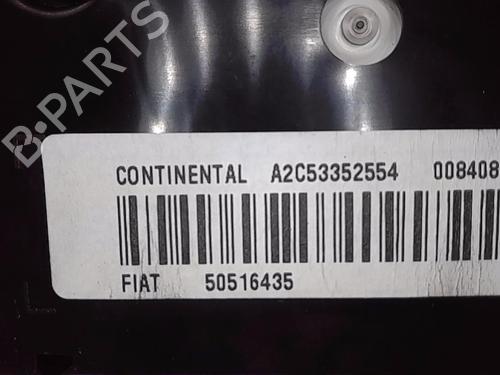 B-PARTS
CONTINENTAL A2C53352554 008408
FIAT 50516435